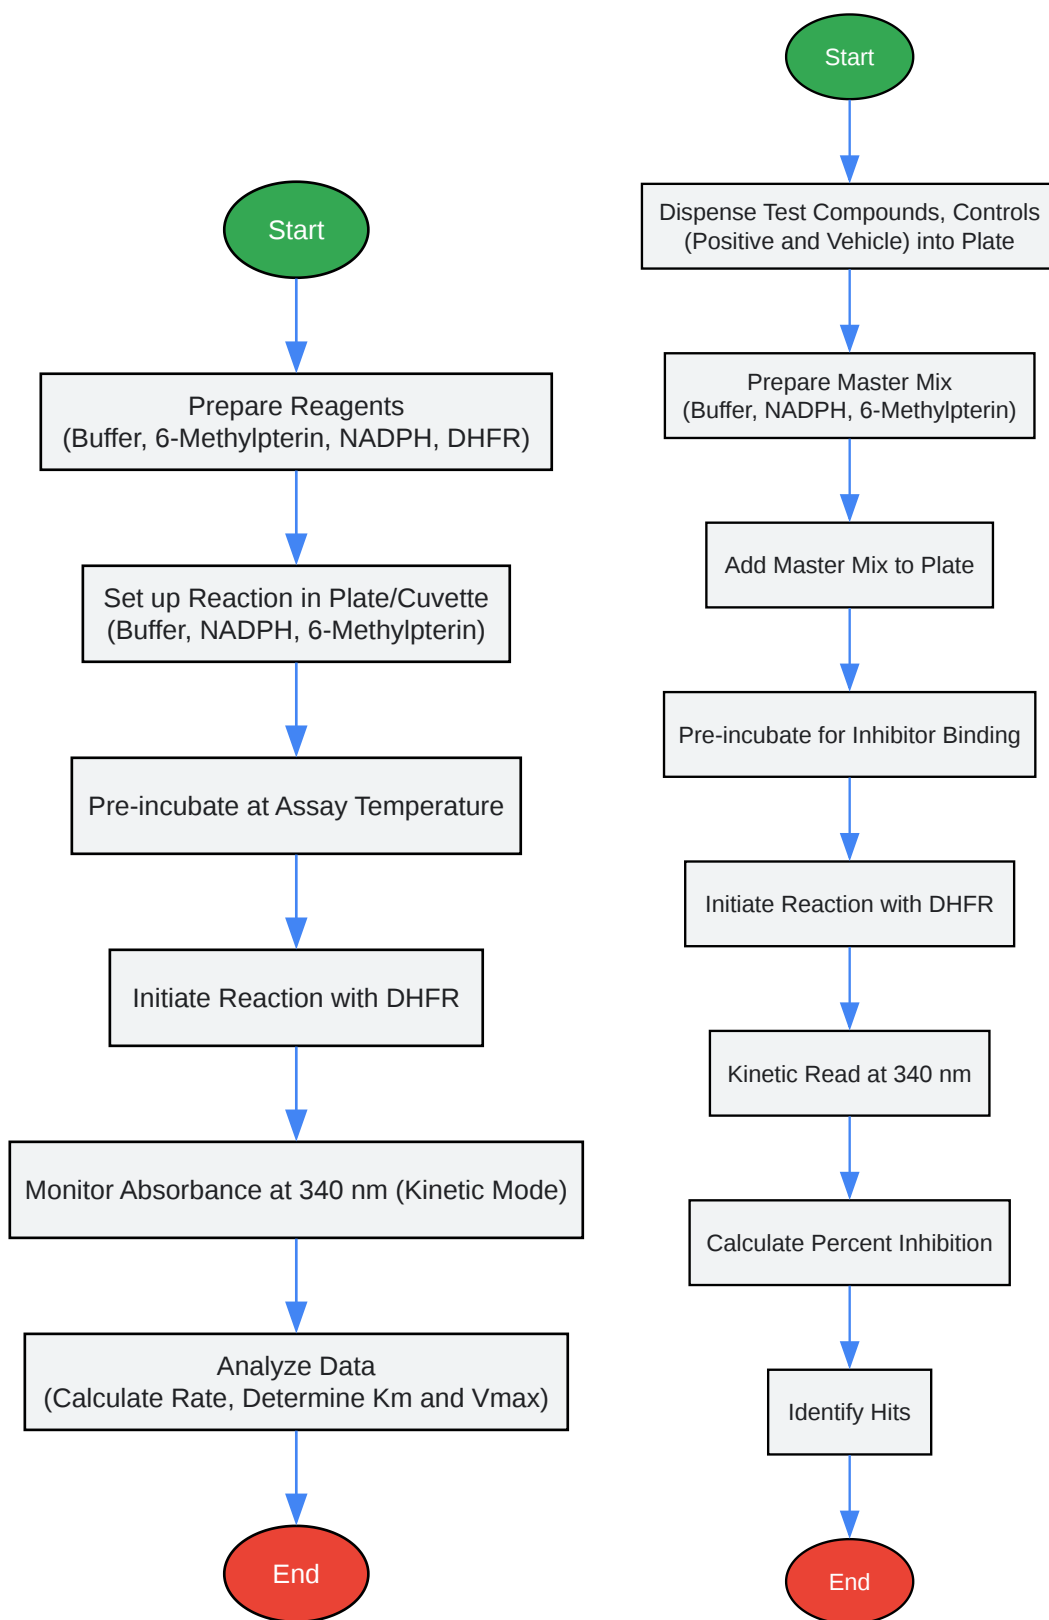 Start
Prepare Reagents
(Buffer, 6-Methylpterin, NADPH, DHFR)
Set up Reaction in Plate/Cuvette
(Buffer, NADPH, 6-Methylpterin)
Pre-incubate at Assay Temperature
Initiate Reaction with DHFR
Monitor Absorbance at 340 nm (Kinetic Mode)
Analyze Data
(Calculate Rate, Determine Km and Vmax)
End
Start
Dispense Test Compounds, Controls
(Positive and Vehicle) into Plate
Prepare Master Mix
(Buffer, NADPH, 6-Methylpterin)
Add Master Mix to Plate
Pre-incubate for Inhibitor Binding
Initiate Reaction with DHFR
Kinetic Read at 340 nm
Calculate Percent Inhibition
Identify Hits
End